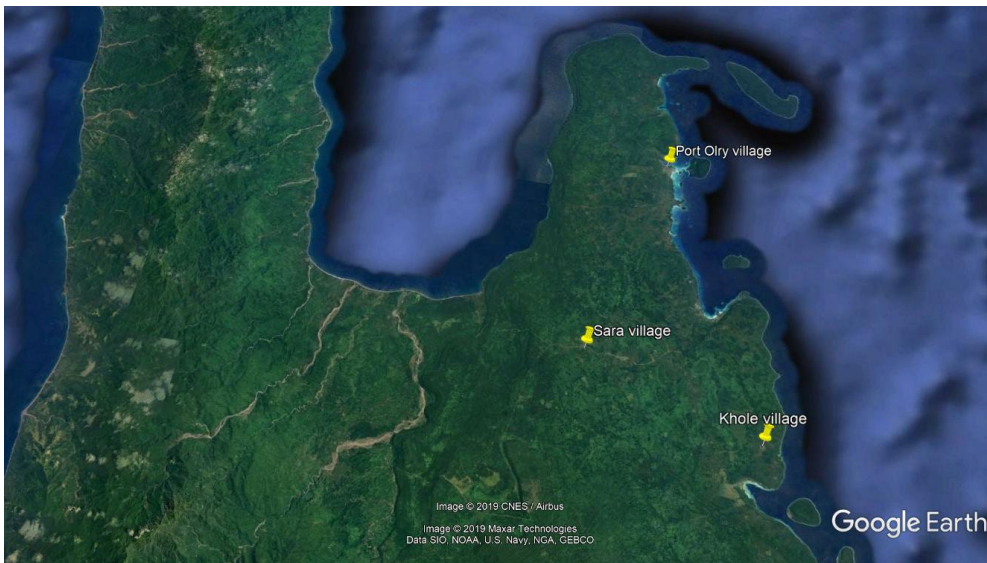 Port Olry village
Sara village
Khole village
Image © 2019 CNES / Airbus
Image © 2019 Maxar Technologies
Data SIO, NOAA, U.S. Navy, NGA, GEBCO
Google Earth